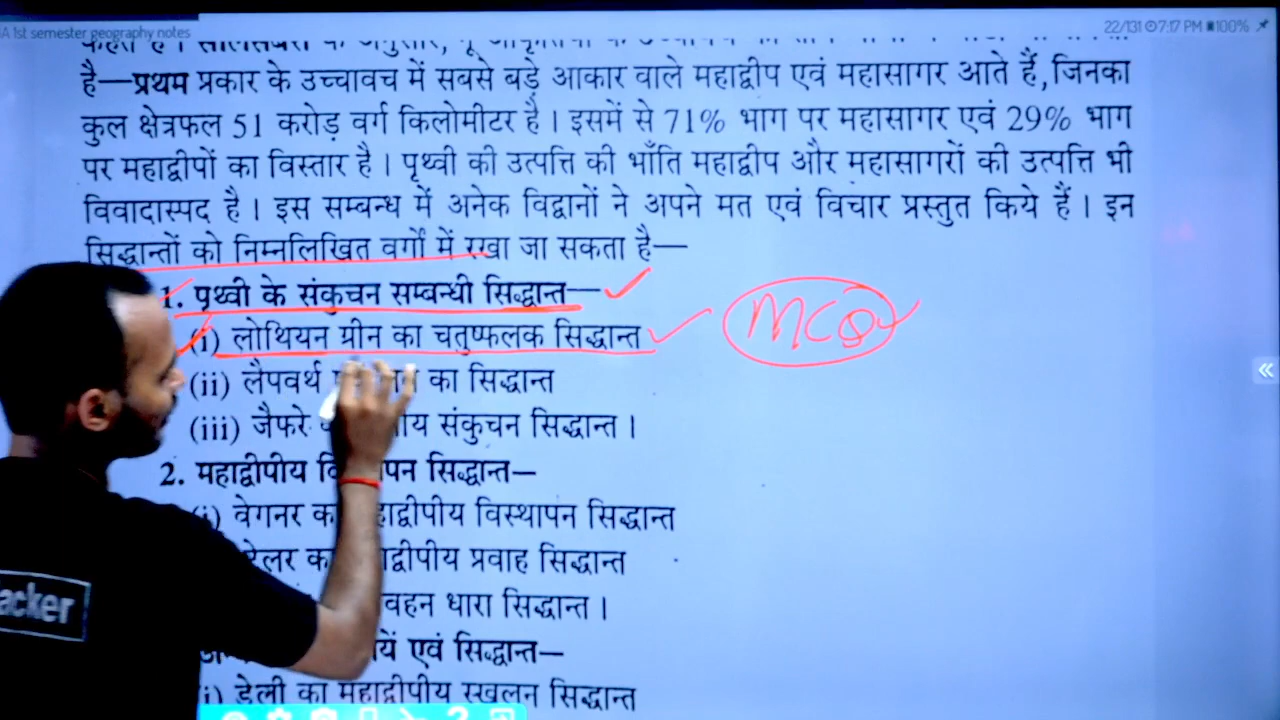 A 1st semester geography notes
22/131 7:17 PM 100%
है—प्रथम प्रकार के उच्चावच में सबसे बड़े आकार वाले महाद्वीप एवं महासागर आते हैं, जिनका
कुल क्षेत्रफल 51 करोड़ वर्ग किलोमीटर है। इसमें से 71% भाग पर महासागर एवं 29% भाग
पर महाद्वीपों का विस्तार है। पृथ्वी की उत्पत्ति की भाँति महाद्वीप और महासागरों की उत्पत्ति भी
विवादास्पद है। इस सम्बन्ध में अनेक विद्वानों ने अपने मत एवं विचार प्रस्तुत किये हैं। इन
सिद्धान्तों को निम्नलिखित वर्गों में रखा जा सकता है—
1. पृथ्वी के संकुचन सम्बन्धी सिद्धान्त—
(i) लोथियन ग्रीन का चतुष्फलक सिद्धान्त
MCQ
(ii) लैपवर्थ का सिद्धान्त
(iii) जैफरे संकुचन सिद्धान्त।
2. महाद्वीपीय सिद्धान्त—
(i) वेगनर विस्थापन सिद्धान्त
प्रवाह सिद्धान्त
धारा सिद्धान्त।
एवं सिद्धान्त—
(i) डेली का महाद्वीपीय स्खलन सिद्धान्त
acker